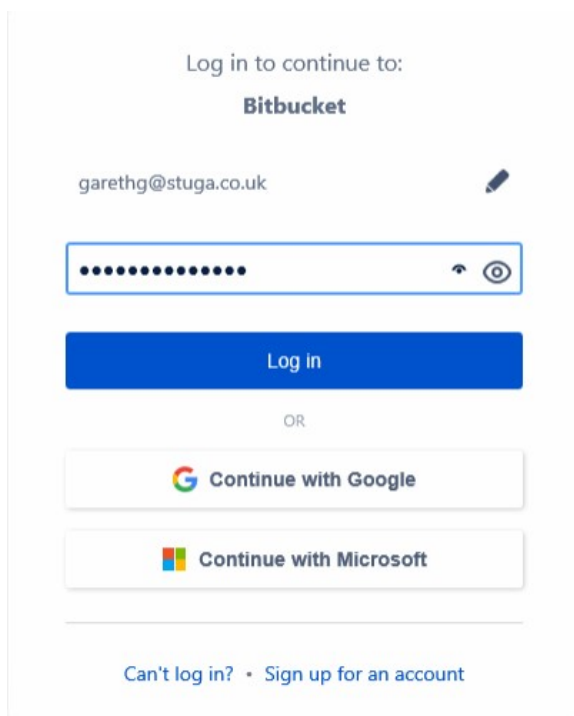 Log in to continue to:
Bitbucket
garethg@stuga.co.uk
••••••••••••••
Log in
OR
Continue with Google
Continue with Microsoft
Can't log in? • Sign up for an account